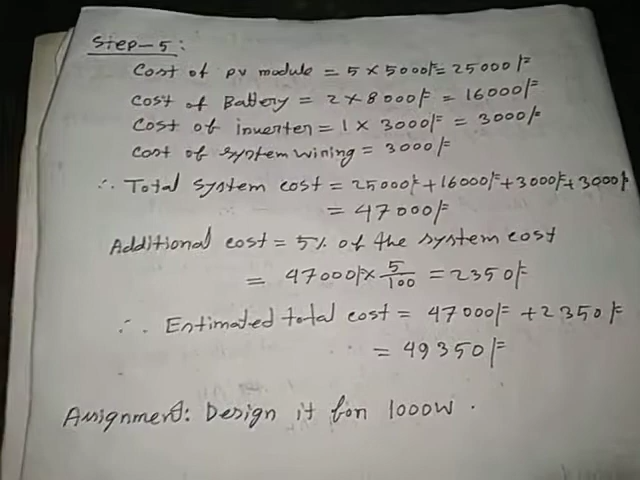 Step-5:
Cost of PV module = 5 × 5000/= = 25000/=
Cost of Battery = 2 × 8000/= = 16000/=
Cost of inverter = 1 × 3000/= = 3000/=
Cost of system wiring = 3000/=
∴ Total system cost = 25000/= + 16000/= + 3000/= + 3000/=
= 47000/=
Additional cost = 5% of the system cost
= 47000/= × 5/100 = 2350/=
∴ Estimated total cost = 47000/= + 2350/=
= 49350/=
Assignment: Design it for 1000W.